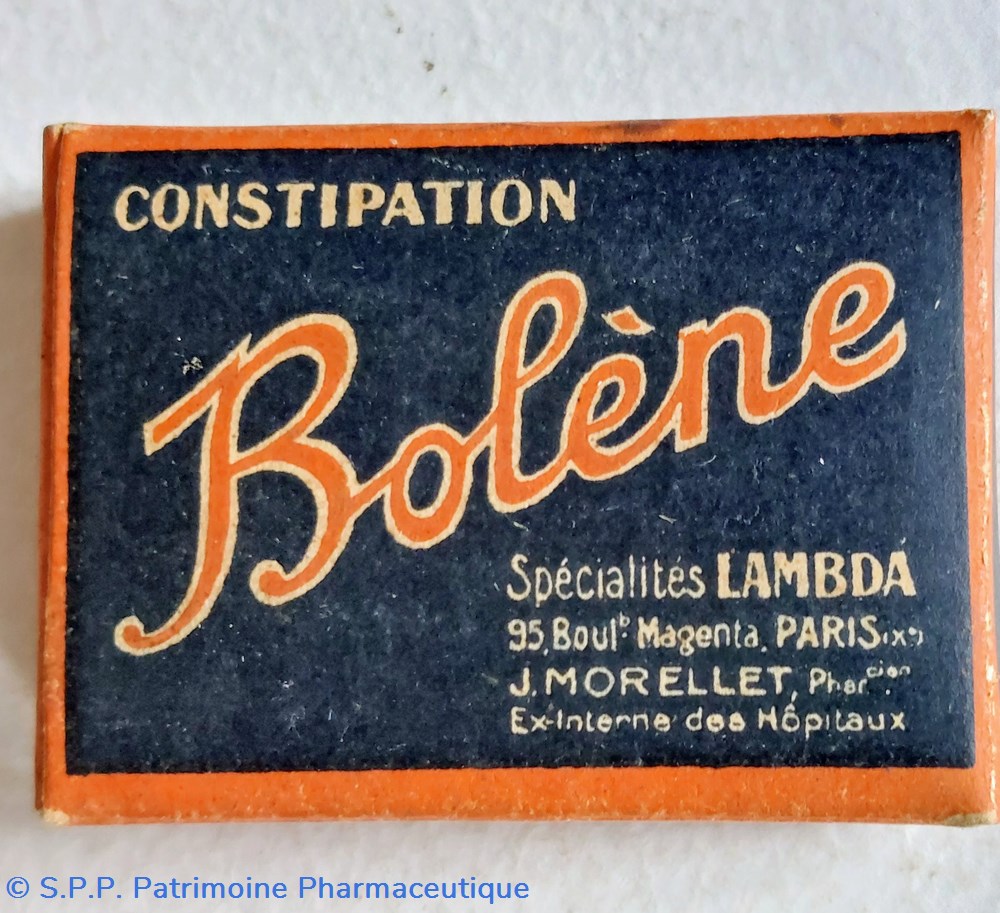 CONSTIPATION
Bolène
Spécialités LAMBDA
95, Boulᵈ Magenta, PARIS (Xᵉ)
J. MORELLET, Pharᶜⁱᵉⁿ
Ex-Interne des Hôpitaux
© S.P.P. Patrimoine Pharmaceutique